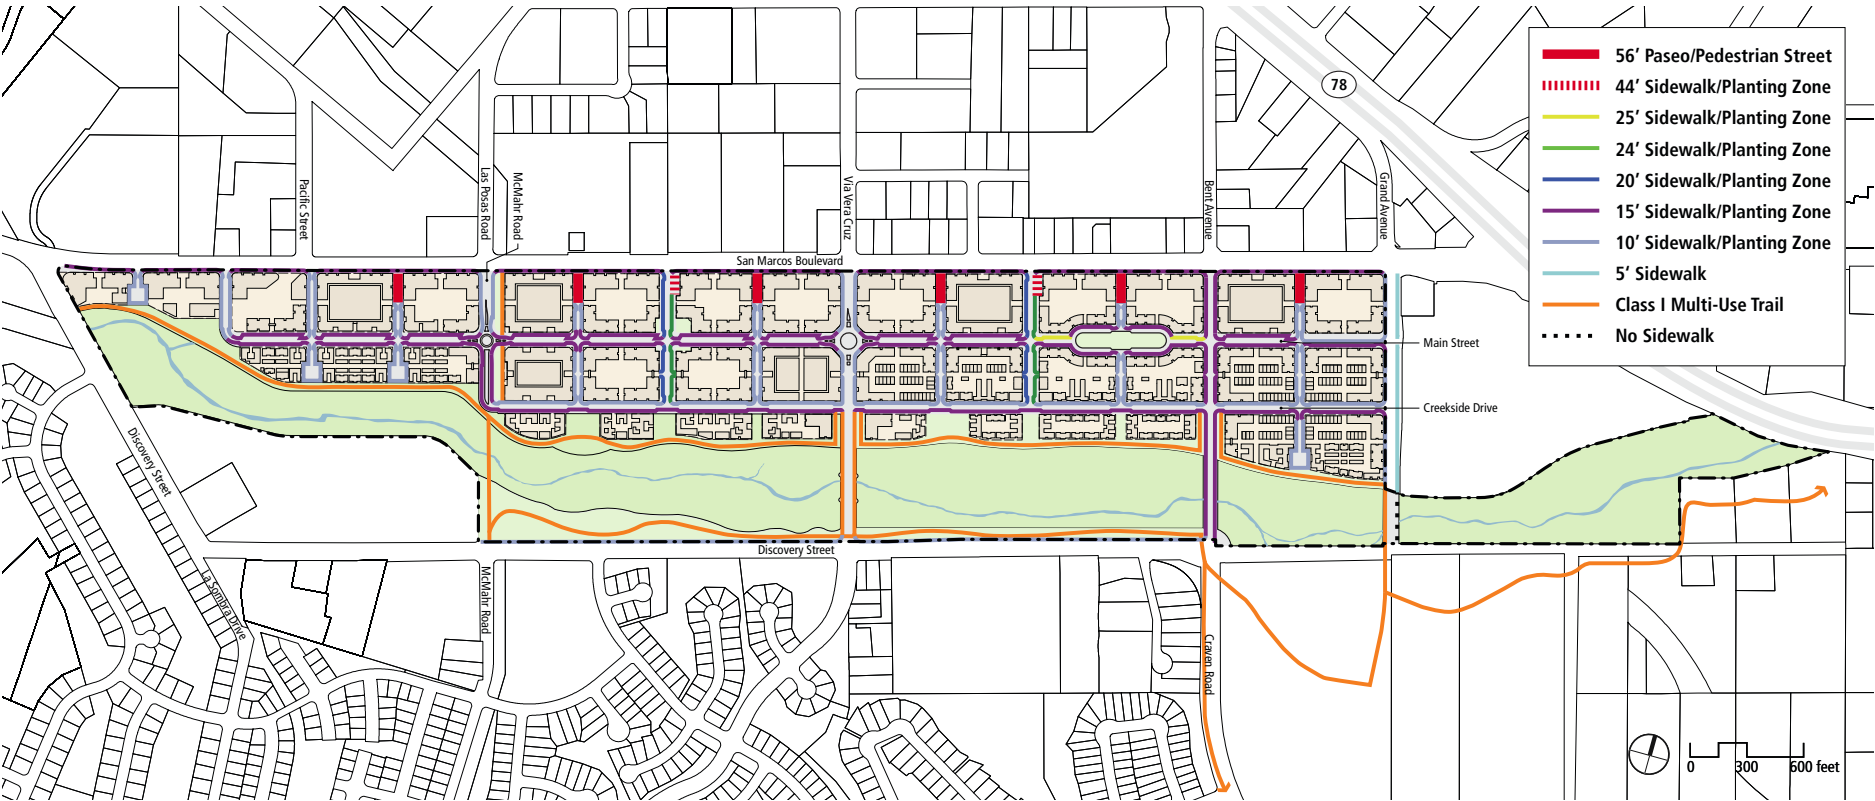 56’ Paseo/Pedestrian Street
44’ Sidewalk/Planting Zone
25’ Sidewalk/Planting Zone
24’ Sidewalk/Planting Zone
20’ Sidewalk/Planting Zone
15’ Sidewalk/Planting Zone
10’ Sidewalk/Planting Zone
5’ Sidewalk
Class I Multi-Use Trail
No Sidewalk
78
Pacific Street
Las Posas Road
McMahr Road
Via Vera Cruz
Bent Avenue
Grand Avenue
San Marcos Boulevard
Main Street
Creekside Drive
Discovery Street
Discovery Street
La Sombra Drive
McMahr Road
Craven Road
0 300 600 feet